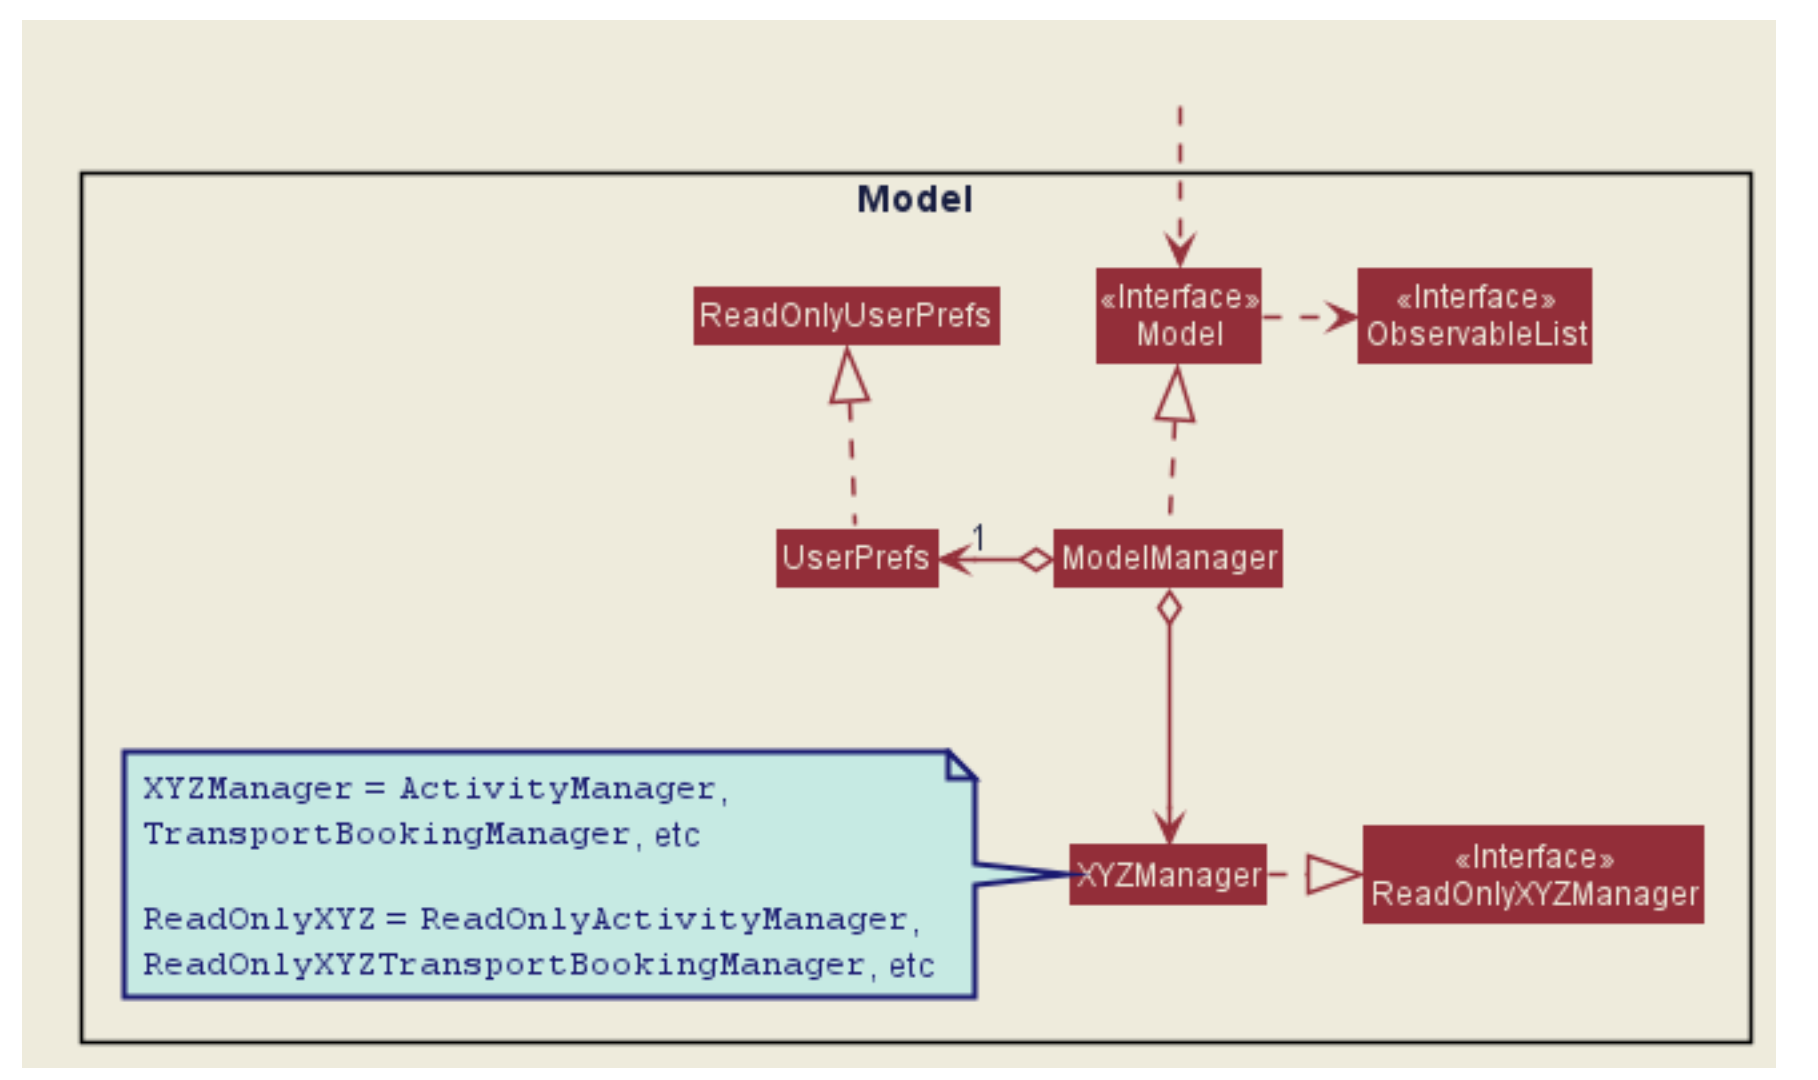 Model
ReadOnlyUserPrefs
«Interface»
Model
«Interface»
ObservableList
UserPrefs
1
ModelManager
XYZManager = ActivityManager,
TransportBookingManager, etc
ReadOnlyXYZ = ReadOnlyActivityManager,
ReadOnlyXYZTransportBookingManager, etc
XYZManager
«Interface»
ReadOnlyXYZManager